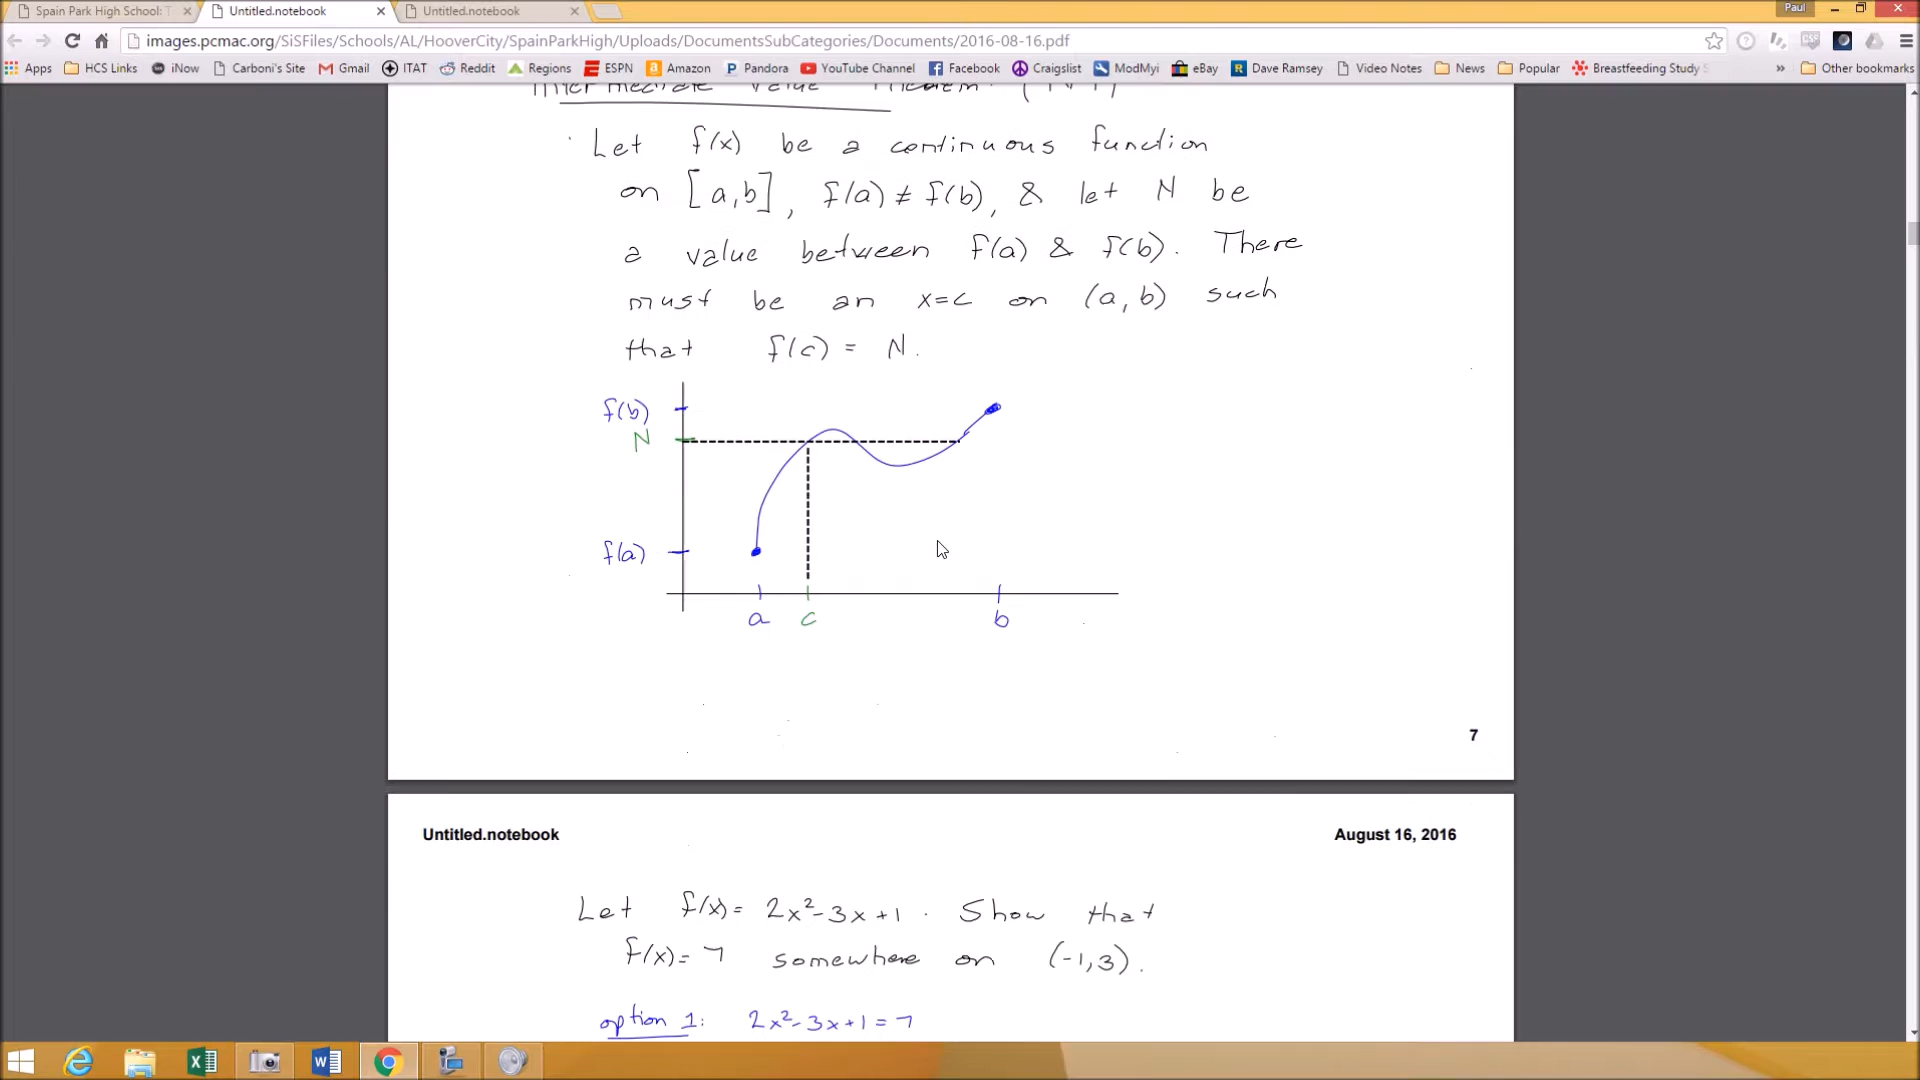 Spain Park High School: T
Untitled.notebook
Untitled.notebook
Paul
images.pcmac.org/SiSFiles/Schools/AL/HooverCity/SpainParkHigh/Uploads/DocumentsSubCategories/Documents/2016-08-16.pdf
Apps HCS Links iNow Carboni's Site Gmail ITAT Reddit Regions ESPN Amazon Pandora YouTube Channel Facebook Craigslist ModMyi eBay Dave Ramsey Video Notes News Popular Breastfeeding Study » Other bookmarks
Intermediate Value Theorem (IVT)
Let f(x) be a continuous function
on [a,b], f(a) ≠ f(b), & let N be
a value between f(a) & f(b). There
must be an x=c on (a,b) such
that f(c) = N.
f(b)
N
f(a)
a c b
7
Untitled.notebook August 16, 2016
Let f(x)= 2x²-3x+1. Show that
f(x)= 7 somewhere on (-1,3).
option 1: 2x²-3x+1=7